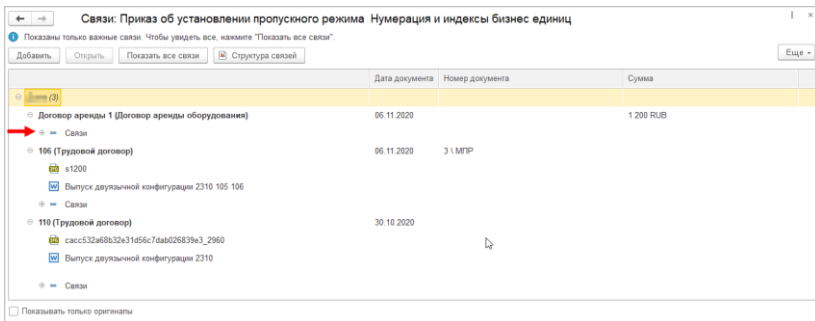 Связи: Приказ об установлении пропускного режима Нумерация и индексы бизнес единиц
Показаны только важные связи. Чтобы увидеть все, нажмите "Показать все связи".
Добавить Открыть Показать все связи Структура связей Еще
Дата документа Номер документа Сумма
(3)
Договор аренды 1 (Договор аренды оборудования) 06.11.2020 1 200 RUB
Связи
106 (Трудовой договор) 06.11.2020 3 \ МПР
s1200
Выпуск двуязычной конфигурации 2310 105 106
Связи
110 (Трудовой договор) 30.10.2020
cacc532a68b32e31d56c7dab026839e3_2960
Выпуск двуязычной конфигурации 2310
Связи
Показывать только оригиналы